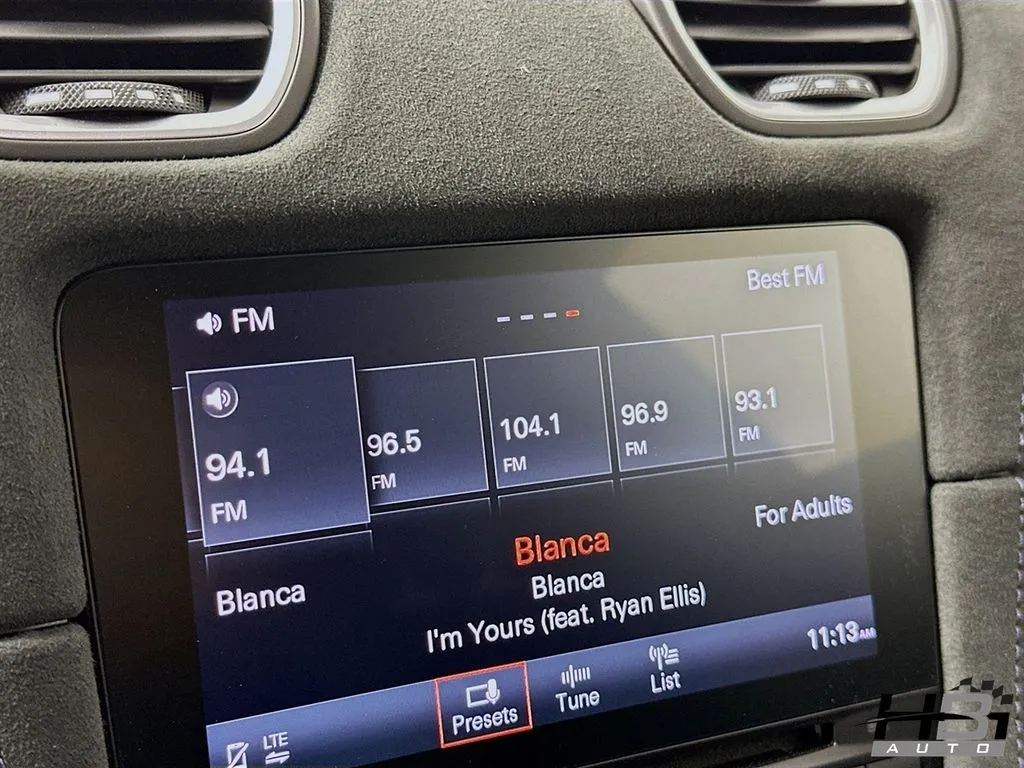 Best FM
FM
94.1
FM
96.5
FM
104.1
FM
96.9
FM
93.1
FM
For Adults
Blanca
Blanca
Blanca
I'm Yours (feat. Ryan Ellis)
11:13AM
Presets
Tune
List
LTE
HBI
AUTO